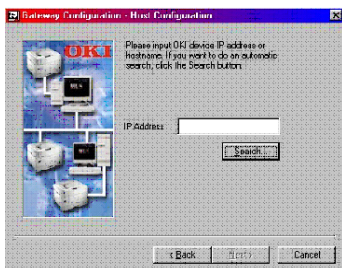 Gateway Configuration - Host Configuration
OKI
Please input OKI device IP address or
hostname. If you want to do an automatic
search, click the Search button.
IP Address
Search...
< Back
Next >
Cancel